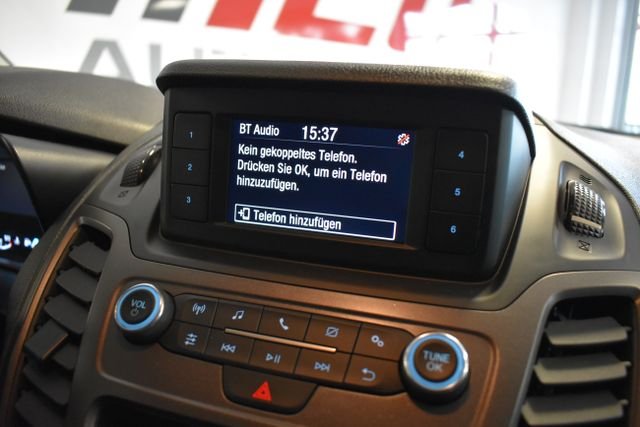 BT Audio 15:37
Kein gekoppeltes Telefon.
Drücken Sie OK, um ein Telefon
hinzuzufügen.
Telefon hinzufügen
1
2
3
4
5
6
VOL
TUNE
OK